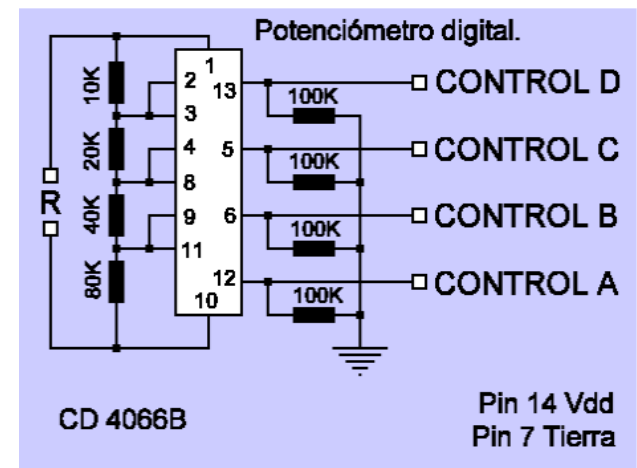 Potenciómetro digital.
10K
20K
40K
80K
R
1
2
3
4
8
9
11
10
13
5
6
12
100K
100K
100K
100K
CONTROL D
CONTROL C
CONTROL B
CONTROL A
CD 4066B
Pin 14 Vdd
Pin 7 Tierra